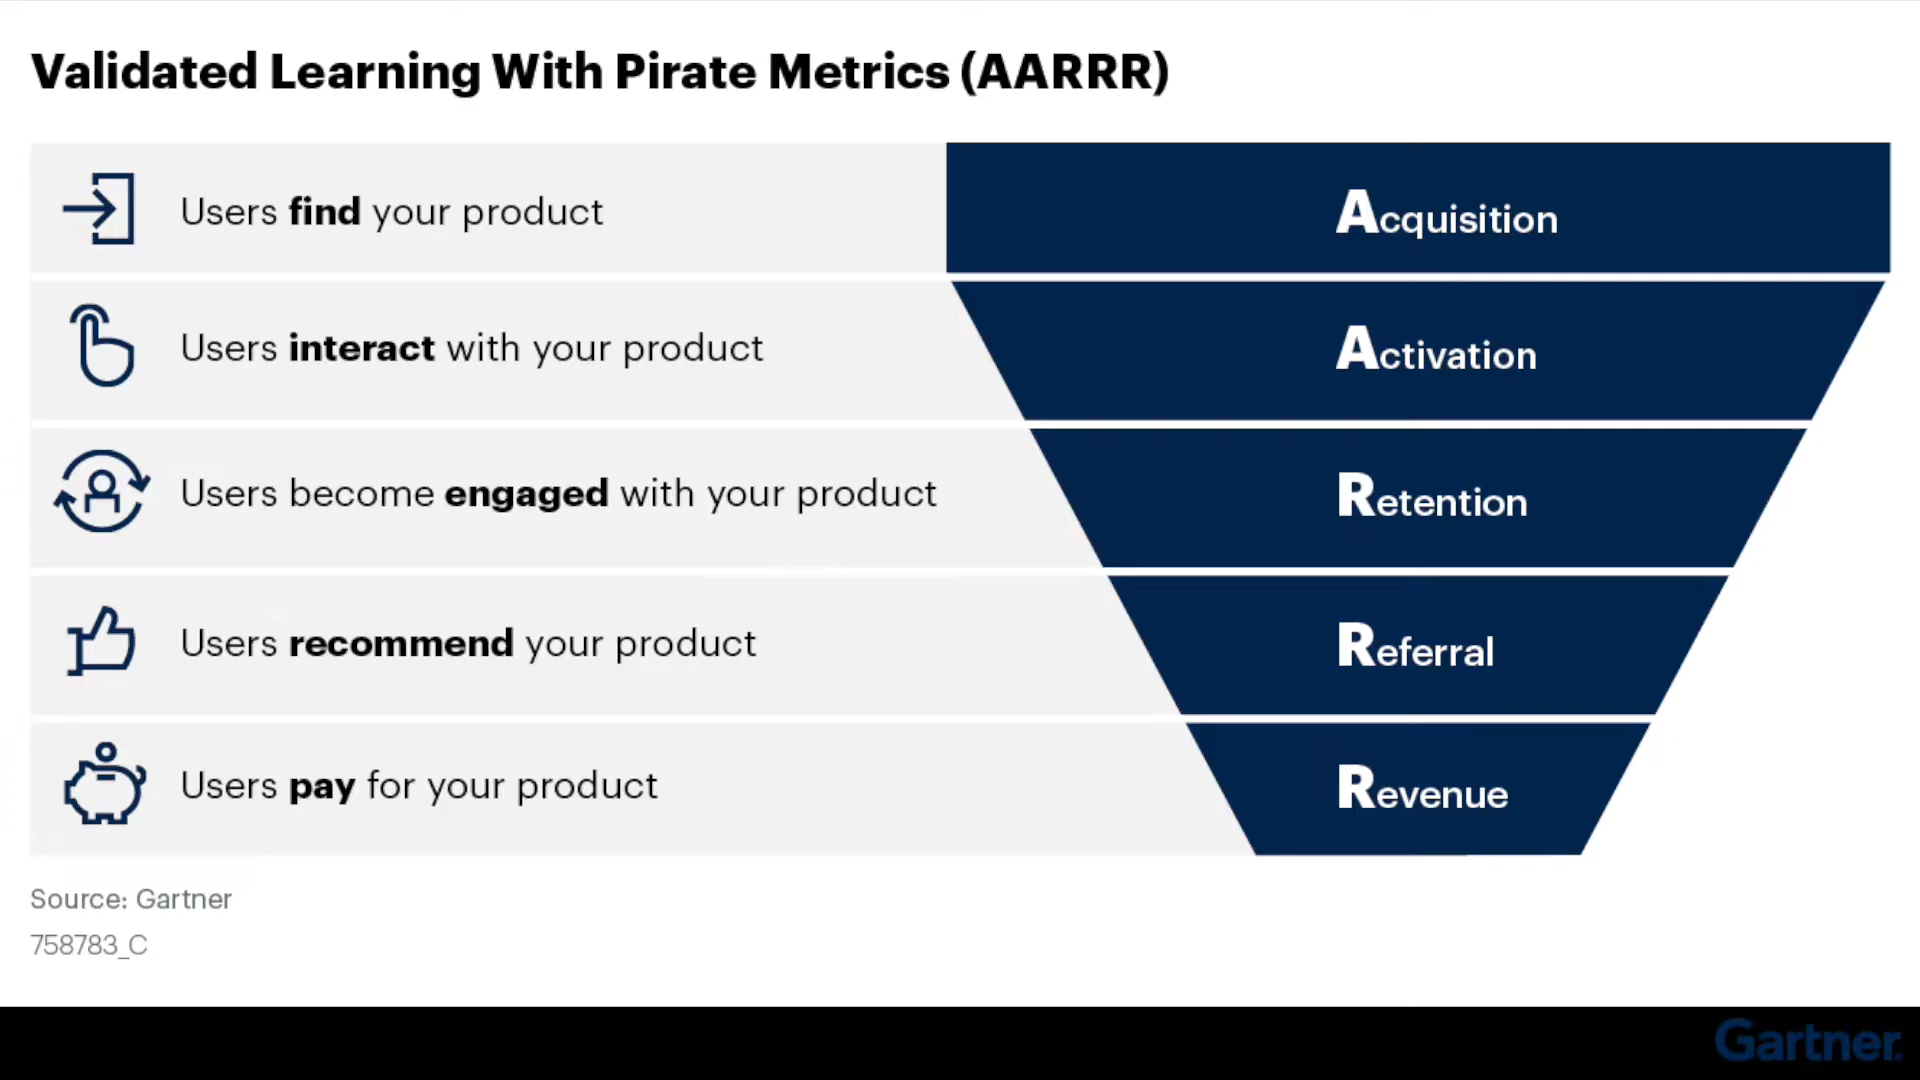 Validated Learning With Pirate Metrics (AARRR)
Users find your product
Acquisition
Users interact with your product
Activation
Users become engaged with your product
Retention
Users recommend your product
Referral
Users pay for your product
Revenue
Source: Gartner
758783_C
Gartner.